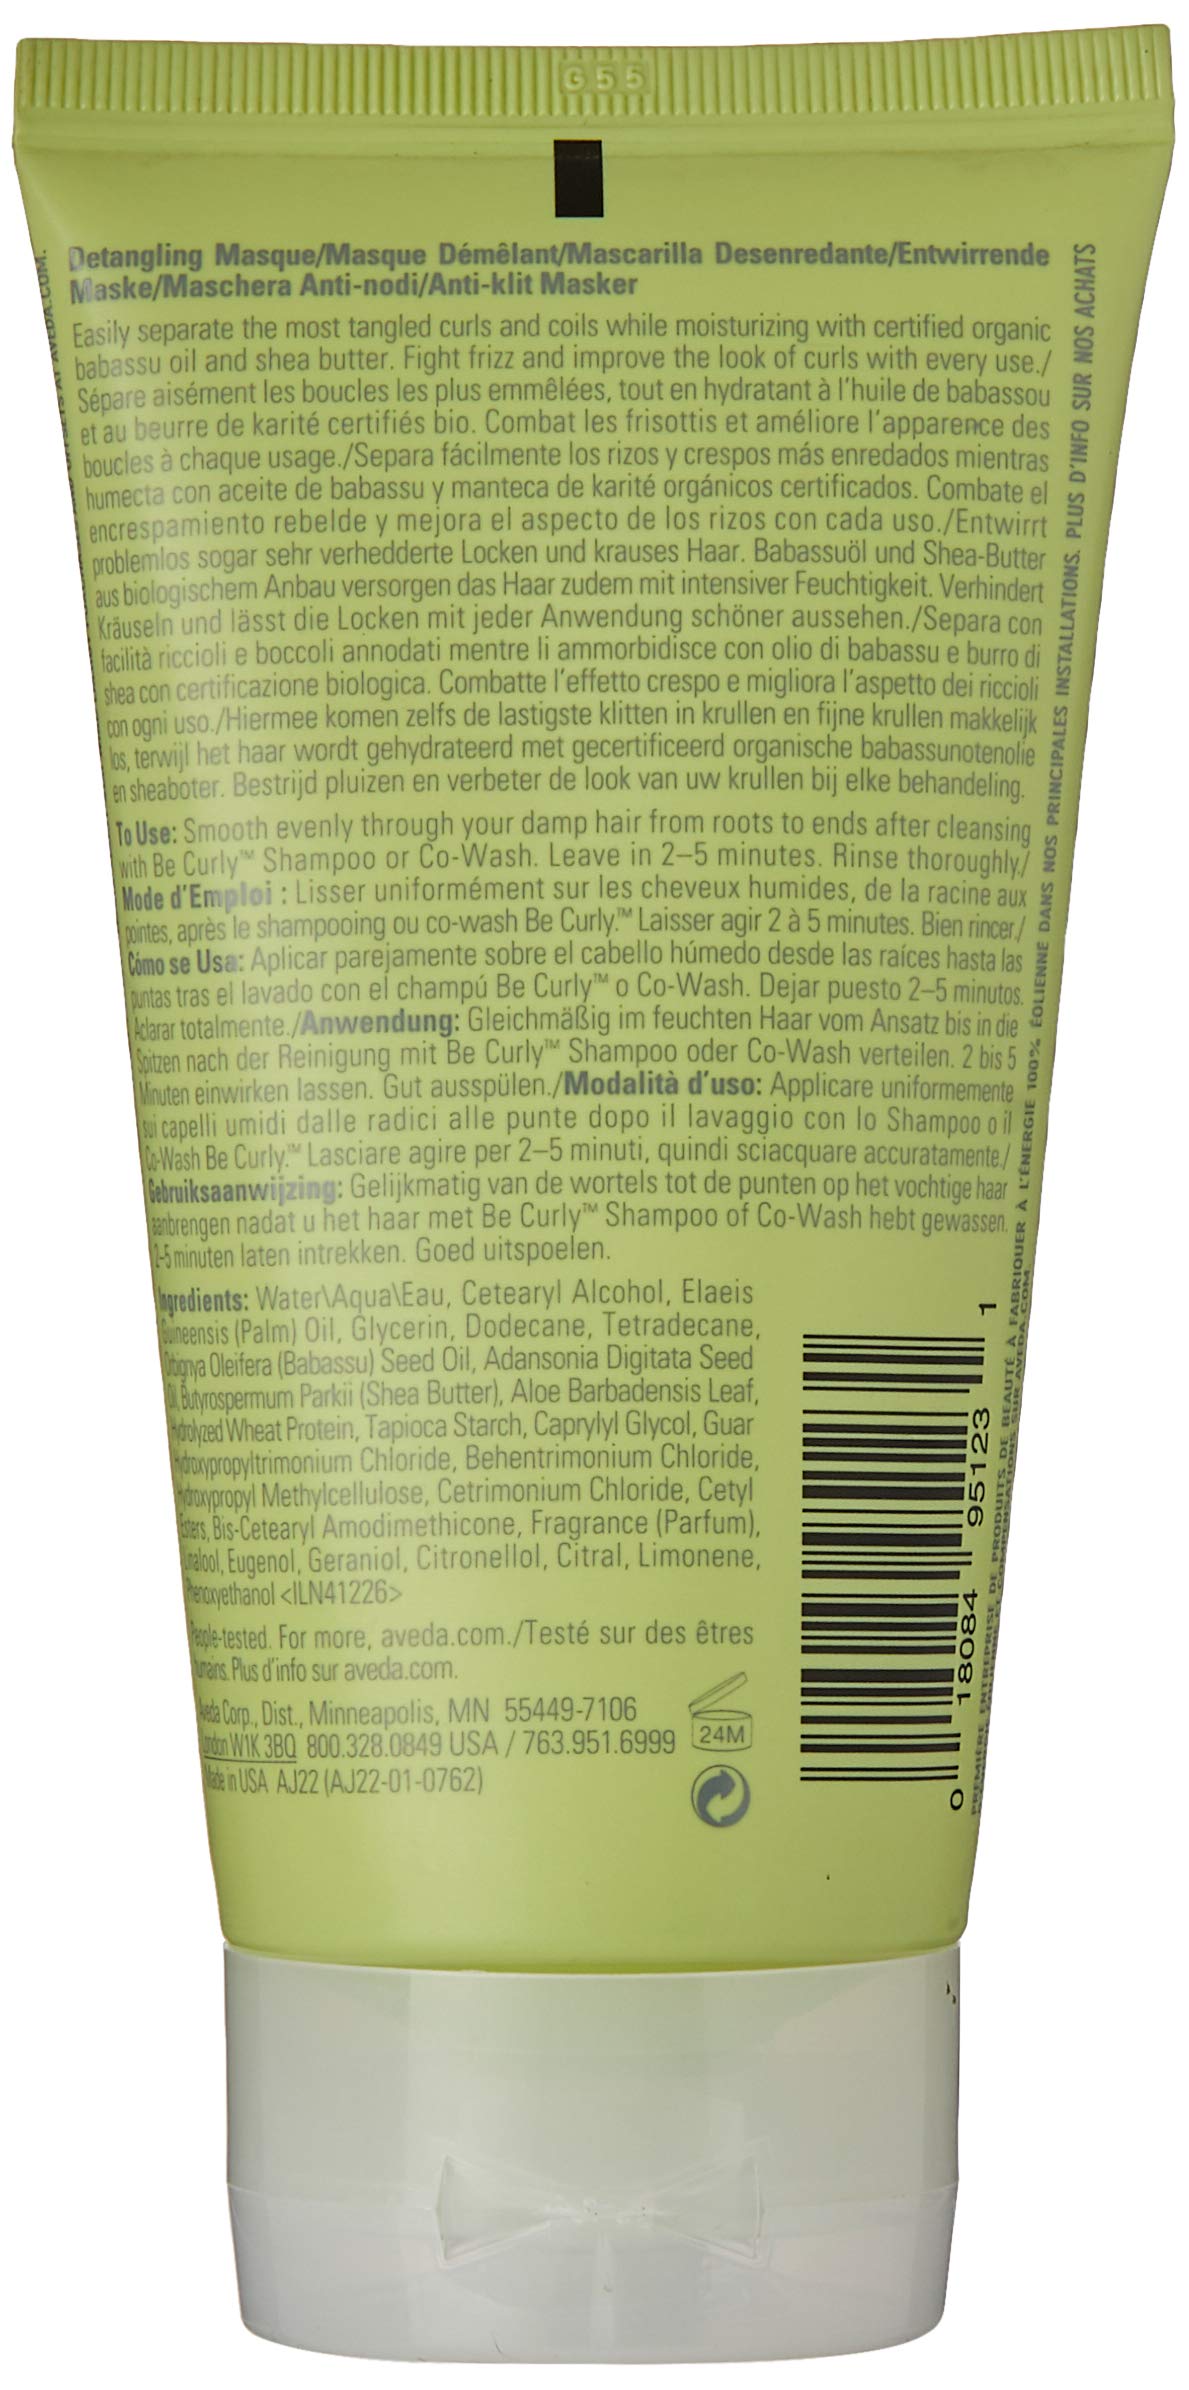 G55
Detangling Masque/Masque Démêlant/Mascarilla Desenredante/Entwirrende
Maske/Maschera Anti-nodi/Anti-klit Masker
Easily separate the most tangled curls and coils while moisturizing with certified organic
babassu oil and shea butter. Fight frizz and improve the look of curls with every use./
Sépare aisément les boucles les plus emmêlées, tout en hydratant à l'huile de babassou
et au beurre de karité certifiés bio. Combat les frisottis et améliore l'apparence des
boucles à chaque usage./Separa fácilmente los rizos y crespos más enredados mientras
humecta con aceite de babassu y manteca de karité orgánicos certificados. Combate el
encrespamiento rebelde y mejora el aspecto de los rizos con cada uso./Entwirrt
problemlos sogar sehr verhedderte Locken und krauses Haar. Babassuöl und Shea-Butter
aus biologischem Anbau versorgen das Haar zudem mit intensiver Feuchtigkeit. Verhindert
Kräuseln und lässt die Locken mit jeder Anwendung schöner aussehen./Separa con
facilità riccioli e boccoli annodati mentre li ammorbidisce con olio di babassu e burro di
shea con certificazione biologica. Combatte l'effetto crespo e migliora l'aspetto dei riccioli
con ogni uso./Hiermee komen zelfs de lastigste klitten in krullen en fijne krullen makkelijk
los, terwijl het haar wordt gehydrateerd met gecertificeerd organische babassunotenolie
en sheaboter. Bestrijd pluizen en verbeter de look van uw krullen bij elke behandeling.
To Use: Smooth evenly through your damp hair from roots to ends after cleansing
with Be Curly™ Shampoo or Co-Wash. Leave in 2–5 minutes. Rinse thoroughly./
Mode d'Emploi : Lisser uniformément sur les cheveux humides, de la racine aux
pointes, après le shampooing ou co-wash Be Curly.™ Laisser agir 2 à 5 minutes. Bien rincer./
Cómo se Usa: Aplicar parejamente sobre el cabello húmedo desde las raíces hasta las
puntas tras el lavado con el champú Be Curly™ o Co-Wash. Dejar puesto 2–5 minutos.
Aclarar totalmente./Anwendung: Gleichmäßig im feuchten Haar vom Ansatz bis in die
Spitzen nach der Reinigung mit Be Curly™ Shampoo oder Co-Wash verteilen. 2 bis 5
Minuten einwirken lassen. Gut ausspülen./Modalità d'uso: Applicare uniformemente
sui capelli umidi dalle radici alle punte dopo il lavaggio con lo Shampoo o il
Co-Wash Be Curly.™ Lasciare agire per 2–5 minuti, quindi sciacquare accuratamente./
Gebruiksaanwijzing: Gelijkmatig van de wortels tot de punten op het vochtige haar
aanbrengen nadat u het haar met Be Curly™ Shampoo of Co-Wash hebt gewassen.
2-5 minuten laten intrekken. Goed uitspoelen.
Ingredients: Water\Aqua\Eau, Cetearyl Alcohol, Elaeis
Guineensis (Palm) Oil, Glycerin, Dodecane, Tetradecane,
Orbignya Oleifera (Babassu) Seed Oil, Adansonia Digitata Seed
Oil, Butyrospermum Parkii (Shea Butter), Aloe Barbadensis Leaf,
Hydrolyzed Wheat Protein, Tapioca Starch, Caprylyl Glycol, Guar
Hydroxypropyltrimonium Chloride, Behentrimonium Chloride,
Hydroxypropyl Methylcellulose, Cetrimonium Chloride, Cetyl
Esters, Bis-Cetearyl Amodimethicone, Fragrance (Parfum),
Linalool, Eugenol, Geraniol, Citronellol, Citral, Limonene,
Phenoxyethanol <ILN41226>
People-tested. For more, aveda.com./Testé sur des êtres
humains. Plus d'info sur aveda.com.
Aveda Corp., Dist., Minneapolis, MN 55449-7106
London W1K 3BQ 800.328.0849 USA / 763.951.6999
Made in USA AJ22 (AJ22-01-0762)
24M
0 18084 95123 1
PREMIÈRE ENTREPRISE DE PRODUITS DE BEAUTÉ À FABRIQUER À L'ÉNERGIE 100% ÉOLIENNE DANS NOS PRINCIPALES INSTALLATIONS. PLUS D'INFO SUR NOS ACHATS
ET COMPENSATIONS SUR AVEDA.COM
AT AVEDA.COM.